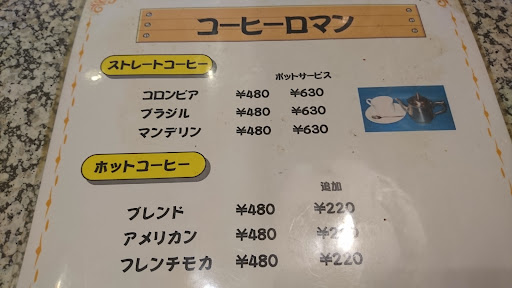 コーヒーロマン
ストレートコーヒー
ポットサービス
コロンビア ¥480 ¥630
ブラジル ¥480 ¥630
マンデリン ¥480 ¥630
ホットコーヒー
追加
ブレンド ¥480 ¥220
アメリカン ¥480 ¥220
フレンチモカ ¥480 ¥220